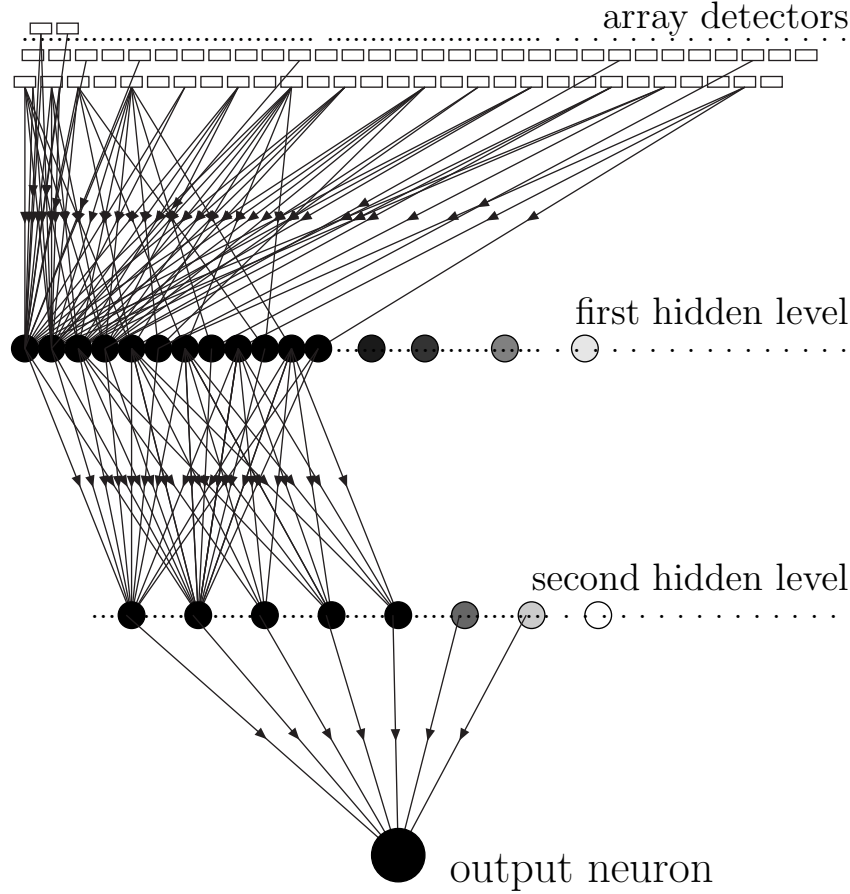 array detectors
first hidden level
second hidden level
output neuron